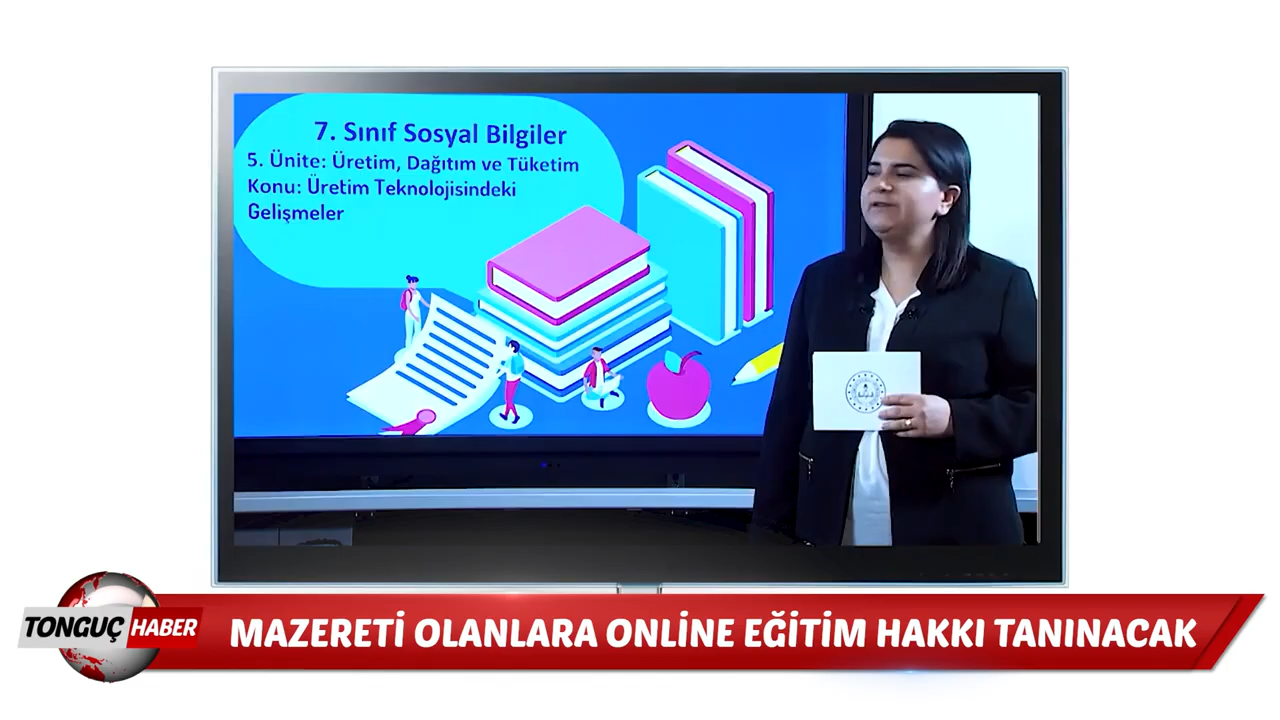 7. Sınıf Sosyal Bilgiler
5. Ünite: Üretim, Dağıtım ve Tüketim
Konu: Üretim Teknolojisindeki
Gelişmeler
TONGUÇ HABER
MAZERETİ OLANLARA ONLİNE EĞİTİM HAKKI TANINACAK